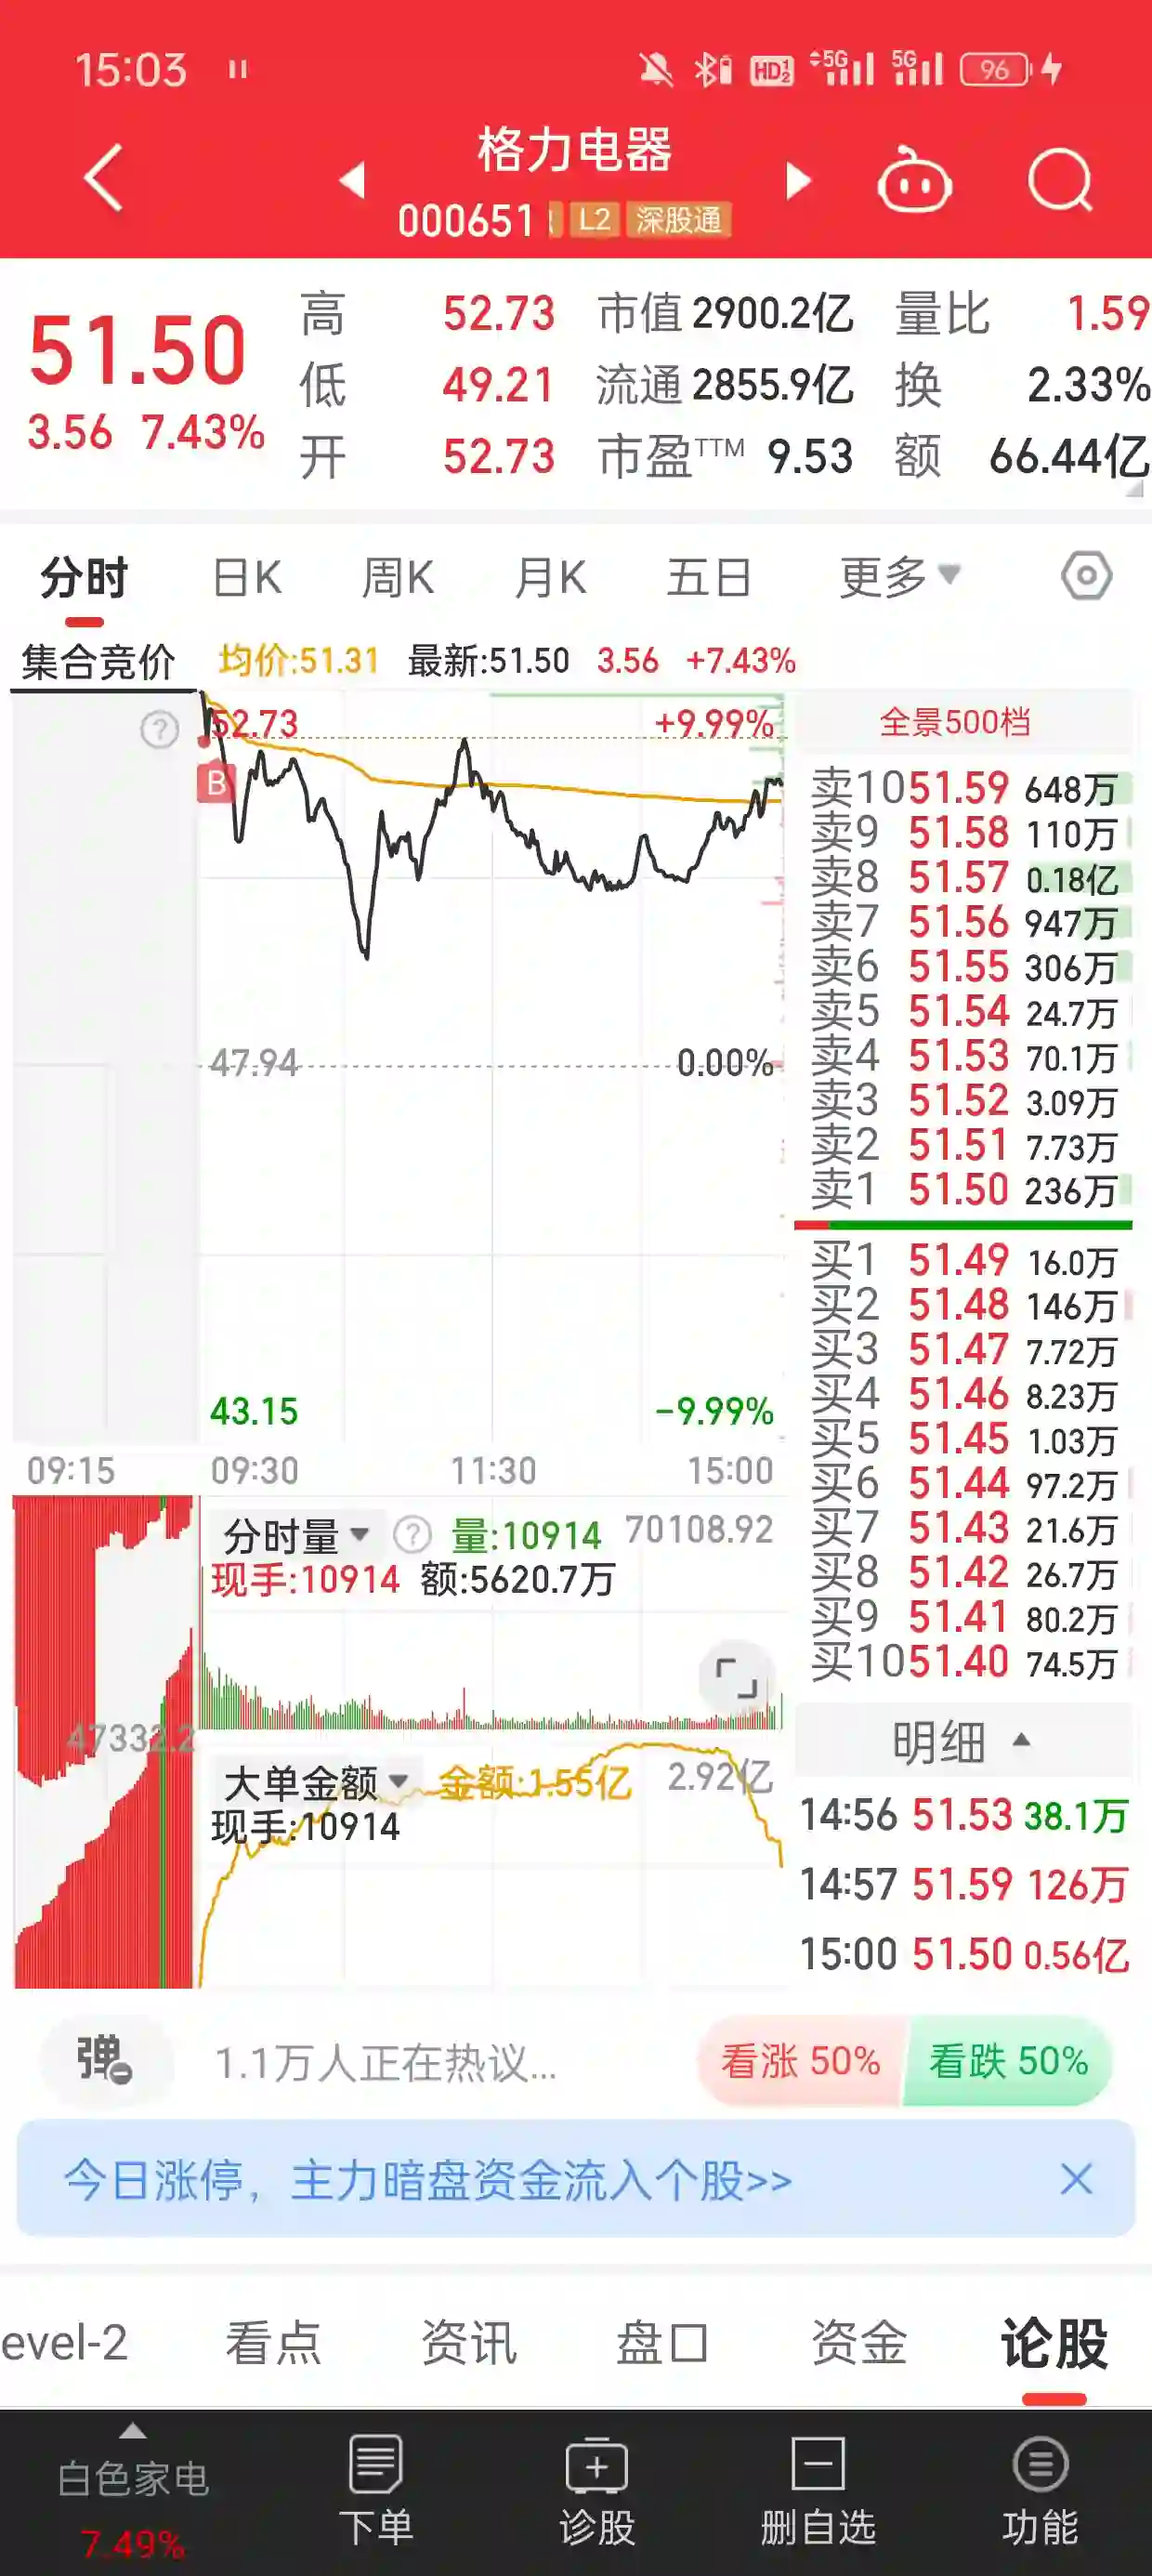 15:03
HD 5G 5G 96
格力电器
000651 L2 深股通
51.50
3.56 7.43%
高 52.73 市值 2900.2亿 量比 1.59
低 49.21 流通 2855.9亿 换 2.33%
开 52.73 市盈TTM 9.53 额 66.44亿
分时 日K 周K 月K 五日 更多
集合竞价 均价:51.31 最新:51.50 3.56 +7.43%
52.73 +9.99%
B
47.94 0.00%
43.15 -9.99%
09:15 09:30 11:30 15:00
全景500档
卖10 51.59 648万
卖9 51.58 110万
卖8 51.57 0.18亿
卖7 51.56 947万
卖6 51.55 306万
卖5 51.54 24.7万
卖4 51.53 70.1万
卖3 51.52 3.09万
卖2 51.51 7.73万
卖1 51.50 236万
买1 51.49 16.0万
买2 51.48 146万
买3 51.47 7.72万
买4 51.46 8.23万
买5 51.45 1.03万
买6 51.44 97.2万
买7 51.43 21.6万
买8 51.42 26.7万
买9 51.41 80.2万
买10 51.40 74.5万
分时量 ? 量:10914 70108.92
现手:10914 额:5620.7万
47332.2
大单金额 金额:1.55亿 2.92亿
现手:10914
明细
14:56 51.53 38.1万
14:57 51.59 126万
15:00 51.50 0.56亿
弹 1.1万人正在热议... 看涨 50% 看跌 50%
今日涨停，主力暗盘资金流入个股>>
evel-2 看点 资讯 盘口 资金 论股
白色家电 下单 诊股 删自选 功能
7.49%